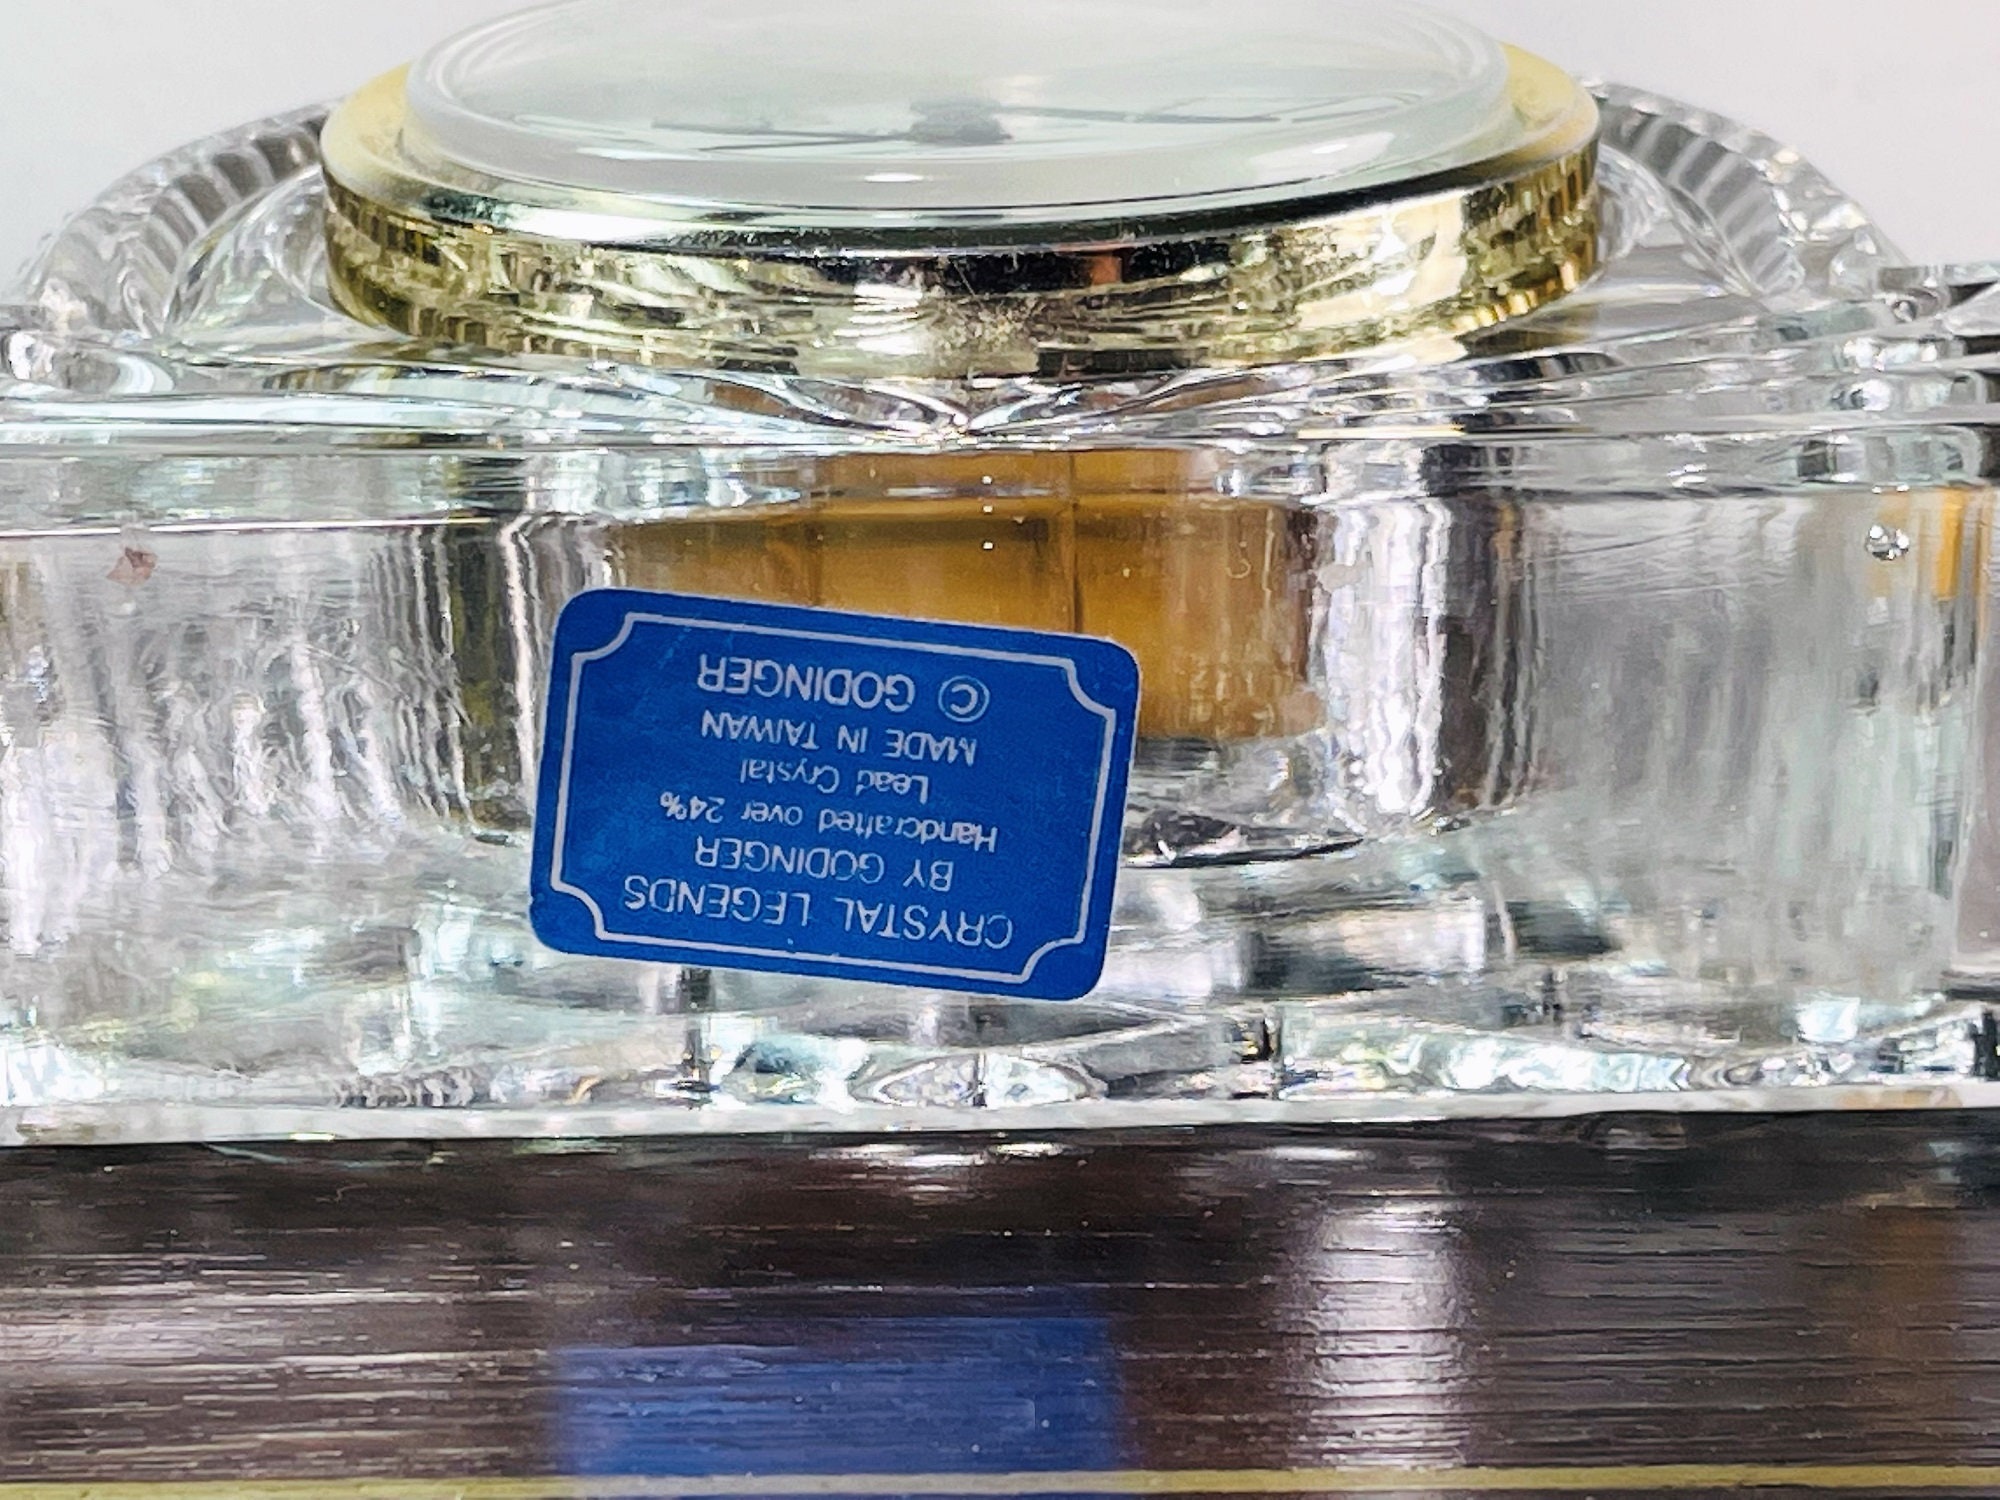 CRYSTAL LEGENDS
BY GODINGER
Handcrafted over 24%
Lead Crystal
MADE IN TAIWAN
© GODINGER